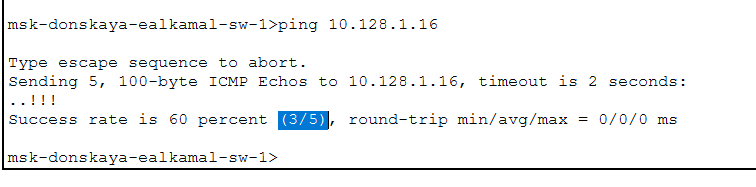 msk-donskaya-ealkamal-sw-1>ping 10.128.1.16
Type escape sequence to abort.
Sending 5, 100-byte ICMP Echos to 10.128.1.16, timeout is 2 seconds:
..!!!
Success rate is 60 percent (3/5), round-trip min/avg/max = 0/0/0 ms
msk-donskaya-ealkamal-sw-1>